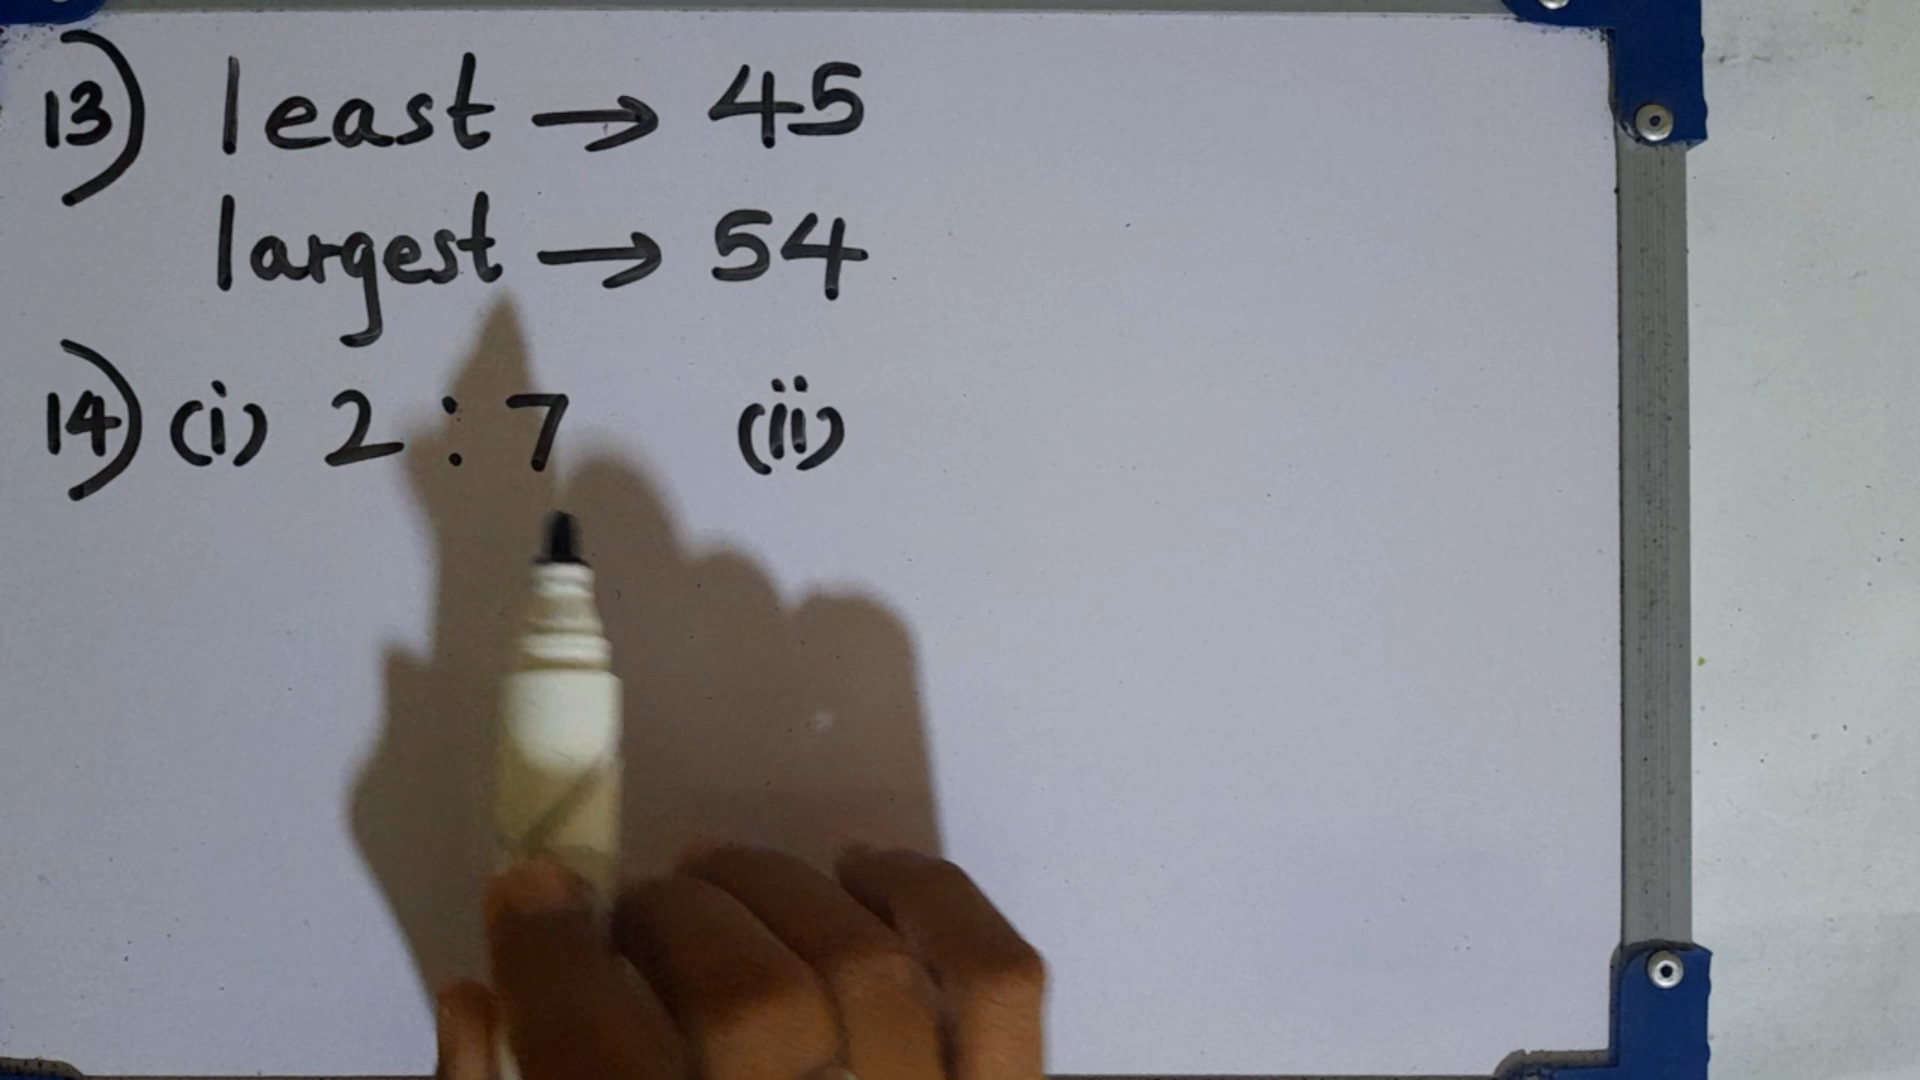 13) least → 45
largest → 54
14) (i) 2 : 7 (ii)